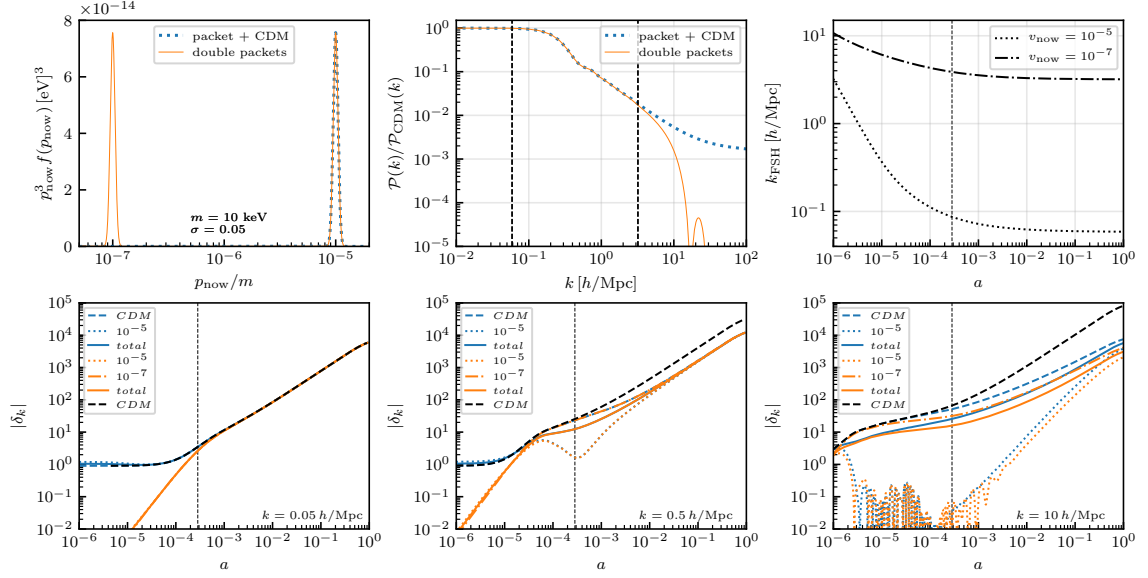 ×10⁻¹⁴
8
6
4
2
0
p³now f(pnow) [eV]³
packet + CDM
double packets
m = 10 keV
σ = 0.05
10⁻⁷ 10⁻⁶ 10⁻⁵
pnow/m
10⁰
10⁻¹
10⁻²
10⁻³
10⁻⁴
10⁻⁵
P(k)/PCDM(k)
packet + CDM
double packets
10⁻² 10⁻¹ 10⁰ 10¹ 10²
k [h/Mpc]
10¹
10⁰
10⁻¹
kFSH [h/Mpc]
vnow = 10⁻⁵
vnow = 10⁻⁷
10⁻⁶ 10⁻⁵ 10⁻⁴ 10⁻³ 10⁻² 10⁻¹ 10⁰
a
10⁵
10⁴
10³
10²
10¹
10⁰
10⁻¹
10⁻²
|δk|
CDM
10⁻⁵
total
10⁻⁵
10⁻⁷
total
CDM
k = 0.05 h/Mpc
10⁻⁶ 10⁻⁵ 10⁻⁴ 10⁻³ 10⁻² 10⁻¹ 10⁰
a
10⁵
10⁴
10³
10²
10¹
10⁰
10⁻¹
10⁻²
|δk|
CDM
10⁻⁵
total
10⁻⁵
10⁻⁷
total
CDM
k = 0.5 h/Mpc
10⁻⁶ 10⁻⁵ 10⁻⁴ 10⁻³ 10⁻² 10⁻¹ 10⁰
a
10⁵
10⁴
10³
10²
10¹
10⁰
10⁻¹
10⁻²
|δk|
CDM
10⁻⁵
total
10⁻⁵
10⁻⁷
total
CDM
k = 10 h/Mpc
10⁻⁶ 10⁻⁵ 10⁻⁴ 10⁻³ 10⁻² 10⁻¹ 10⁰
a